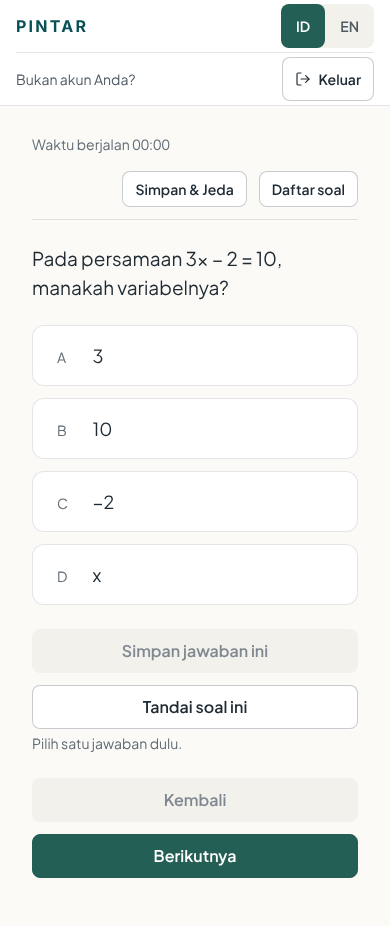 PINTAR
ID
EN
Bukan akun Anda?
Keluar
Waktu berjalan 00:00
Simpan & Jeda
Daftar soal
Pada persamaan 3x − 2 = 10,
manakah variabelnya?
A 3
B 10
C −2
D x
Simpan jawaban ini
Tandai soal ini
Pilih satu jawaban dulu.
Kembali
Berikutnya